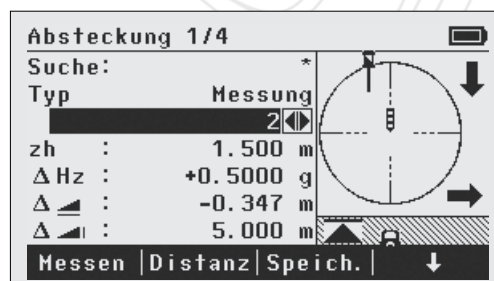 Absteckung 1/4
Suche: *
Typ Messung
2
zh : 1.500 m
Δ Hz : +0.5000 g
Δ : -0.347 m
Δ : 5.000 m
Messen |Distanz|Speich.| ↓